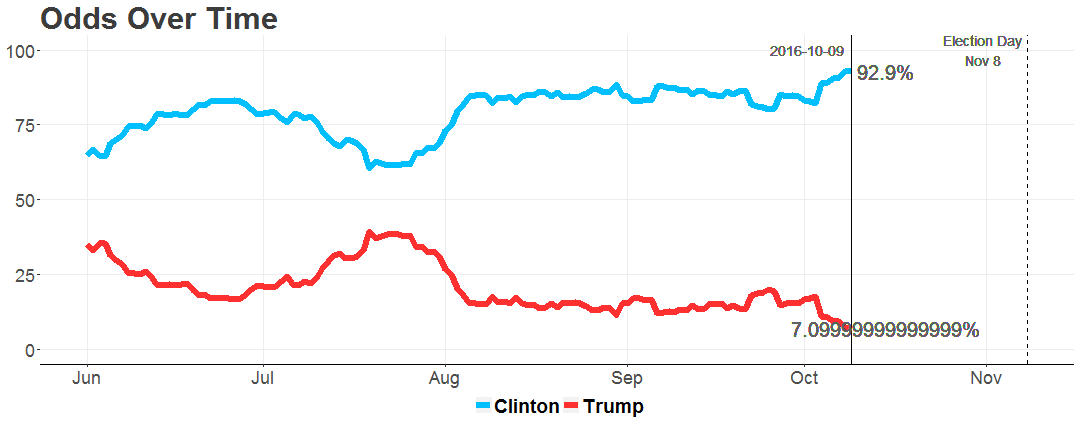 Odds Over Time
100
75
50
25
0
2016-10-09
92.9%
Election Day
Nov 8
7.09999999999999%
Jun Jul Aug Sep Oct Nov
Clinton Trump